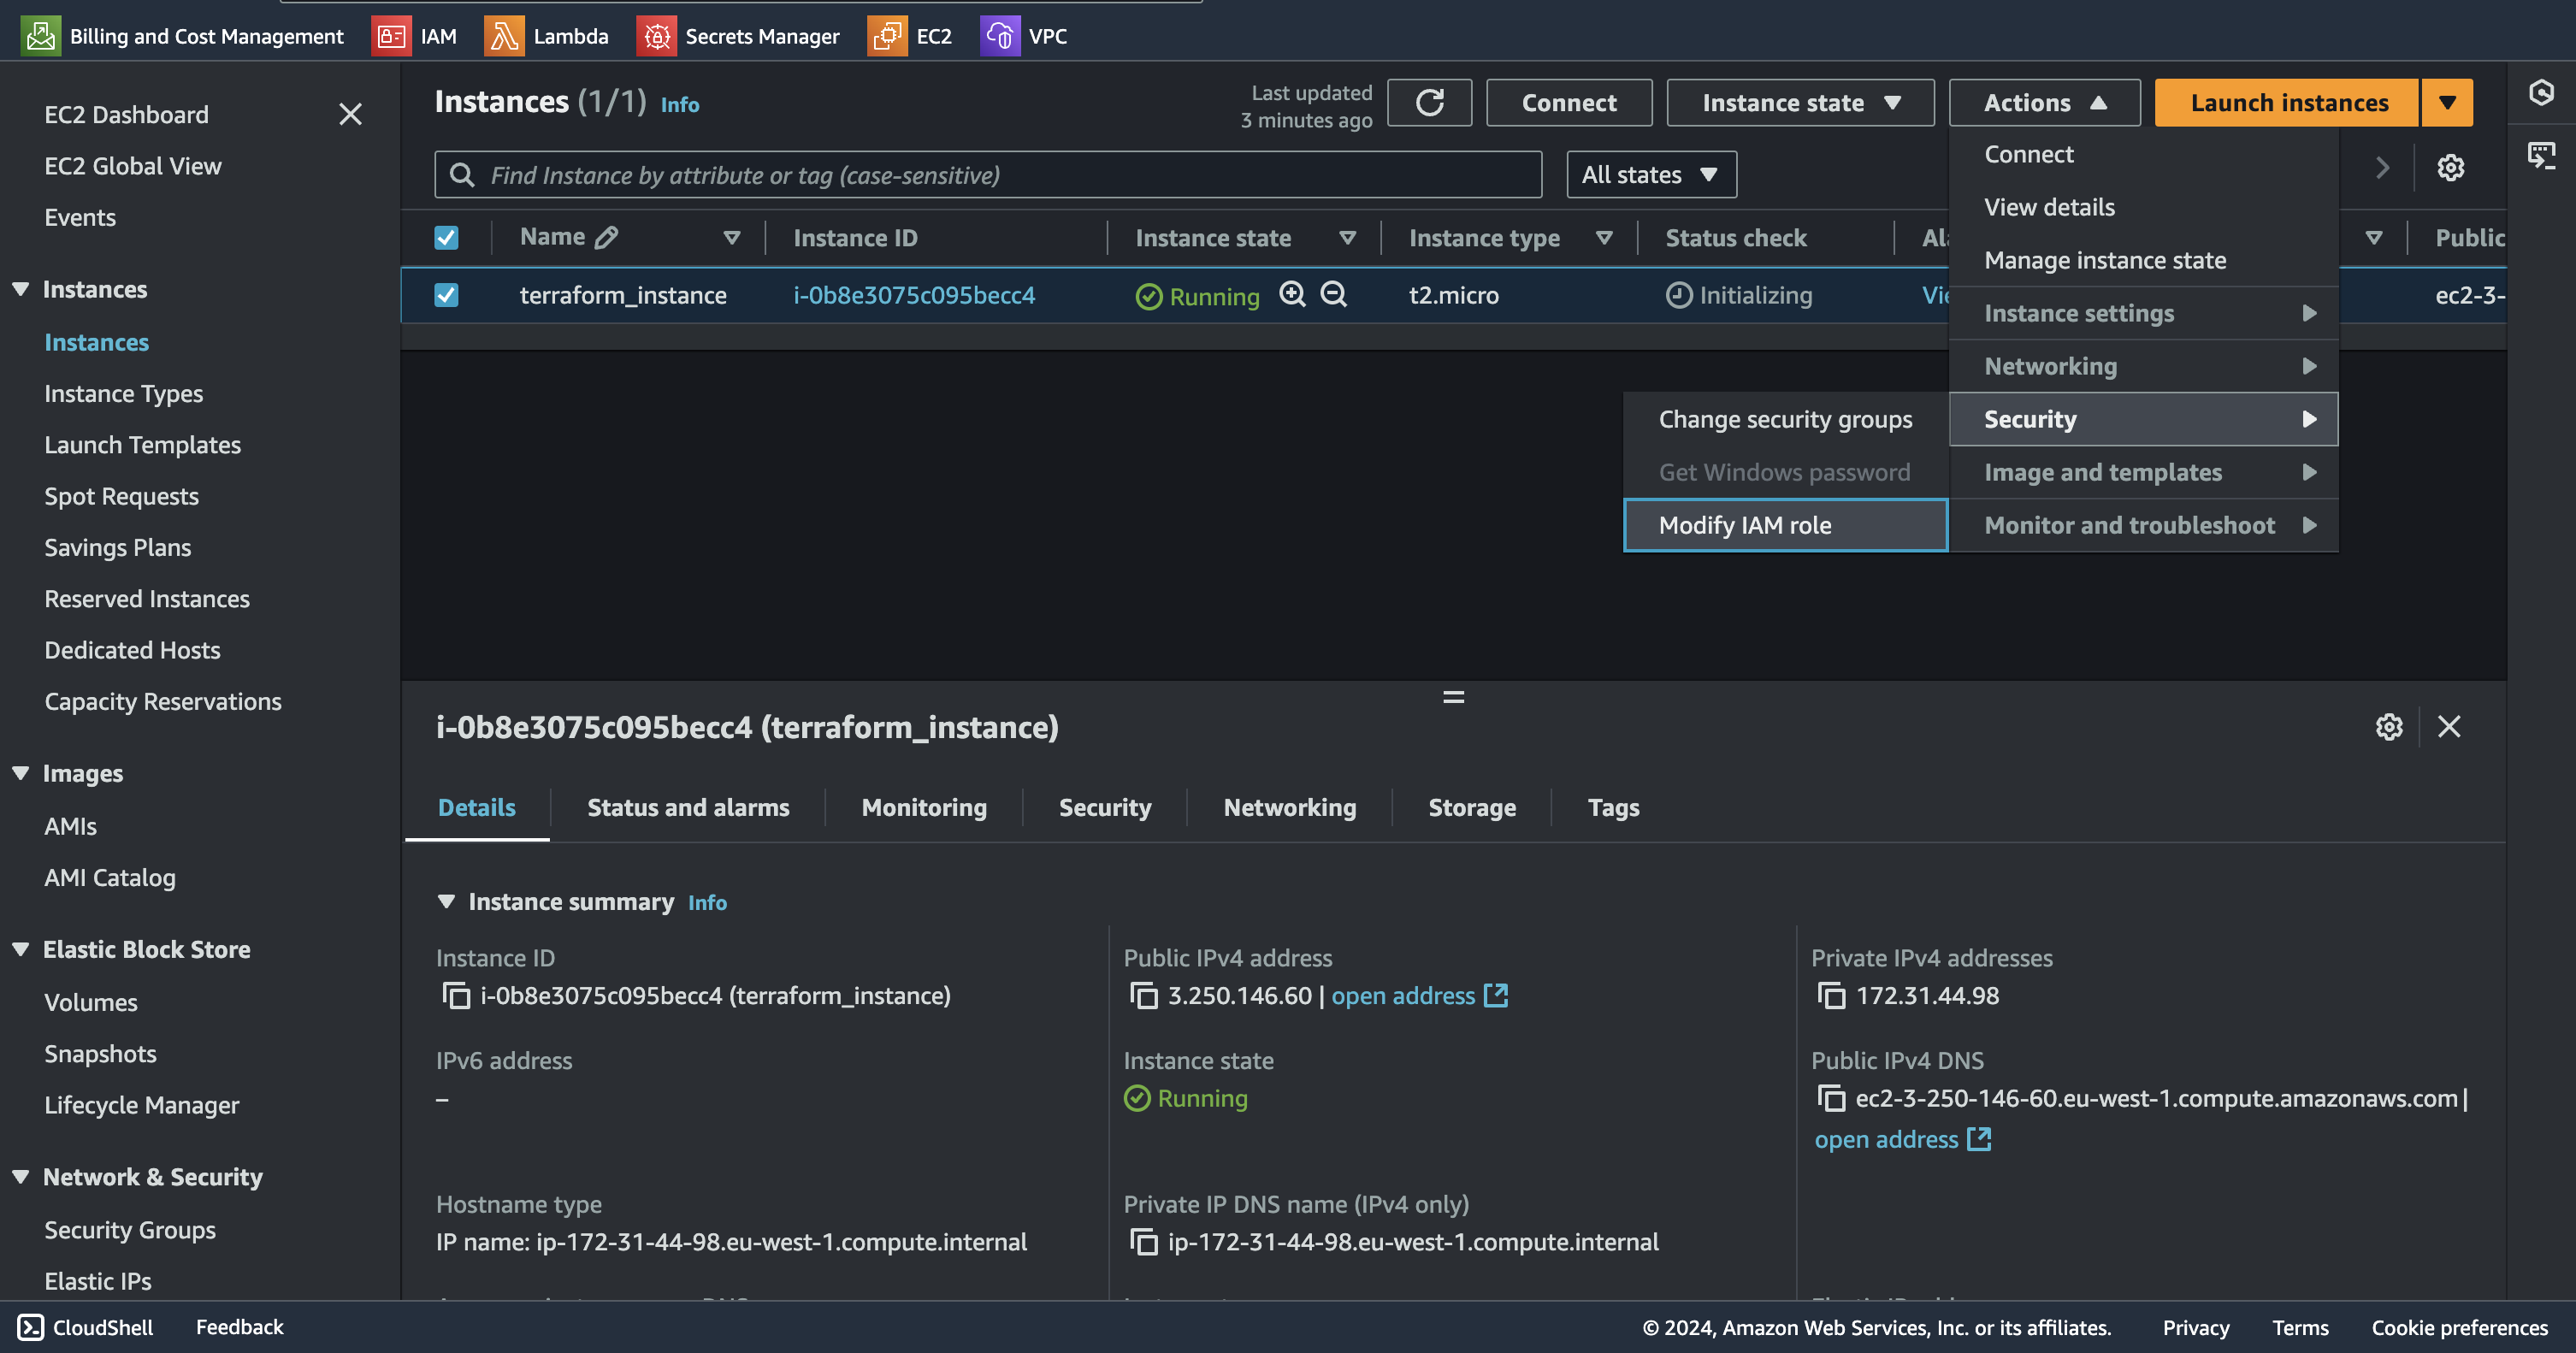 Billing and Cost Management IAM Lambda Secrets Manager EC2 VPC
EC2 Dashboard
EC2 Global View
Events
Instances
Instances
Instance Types
Launch Templates
Spot Requests
Savings Plans
Reserved Instances
Dedicated Hosts
Capacity Reservations
Images
AMIs
AMI Catalog
Elastic Block Store
Volumes
Snapshots
Lifecycle Manager
Network & Security
Security Groups
Elastic IPs
Instances (1/1) Info
Last updated
3 minutes ago
Connect
Instance state
Actions
Launch instances
Find Instance by attribute or tag (case-sensitive)
All states
Name Instance ID Instance state Instance type Status check Public
terraform_instance i-0b8e3075c095becc4 Running t2.micro Initializing ec2-3-
Connect
View details
Manage instance state
Instance settings
Networking
Security
Image and templates
Monitor and troubleshoot
Change security groups
Get Windows password
Modify IAM role
i-0b8e3075c095becc4 (terraform_instance)
Details Status and alarms Monitoring Security Networking Storage Tags
Instance summary Info
Instance ID
i-0b8e3075c095becc4 (terraform_instance)
Public IPv4 address
3.250.146.60 | open address
Private IPv4 addresses
172.31.44.98
IPv6 address
–
Instance state
Running
Public IPv4 DNS
ec2-3-250-146-60.eu-west-1.compute.amazonaws.com |
open address
Hostname type
IP name: ip-172-31-44-98.eu-west-1.compute.internal
Private IP DNS name (IPv4 only)
ip-172-31-44-98.eu-west-1.compute.internal
CloudShell Feedback
© 2024, Amazon Web Services, Inc. or its affiliates. Privacy Terms Cookie preferences